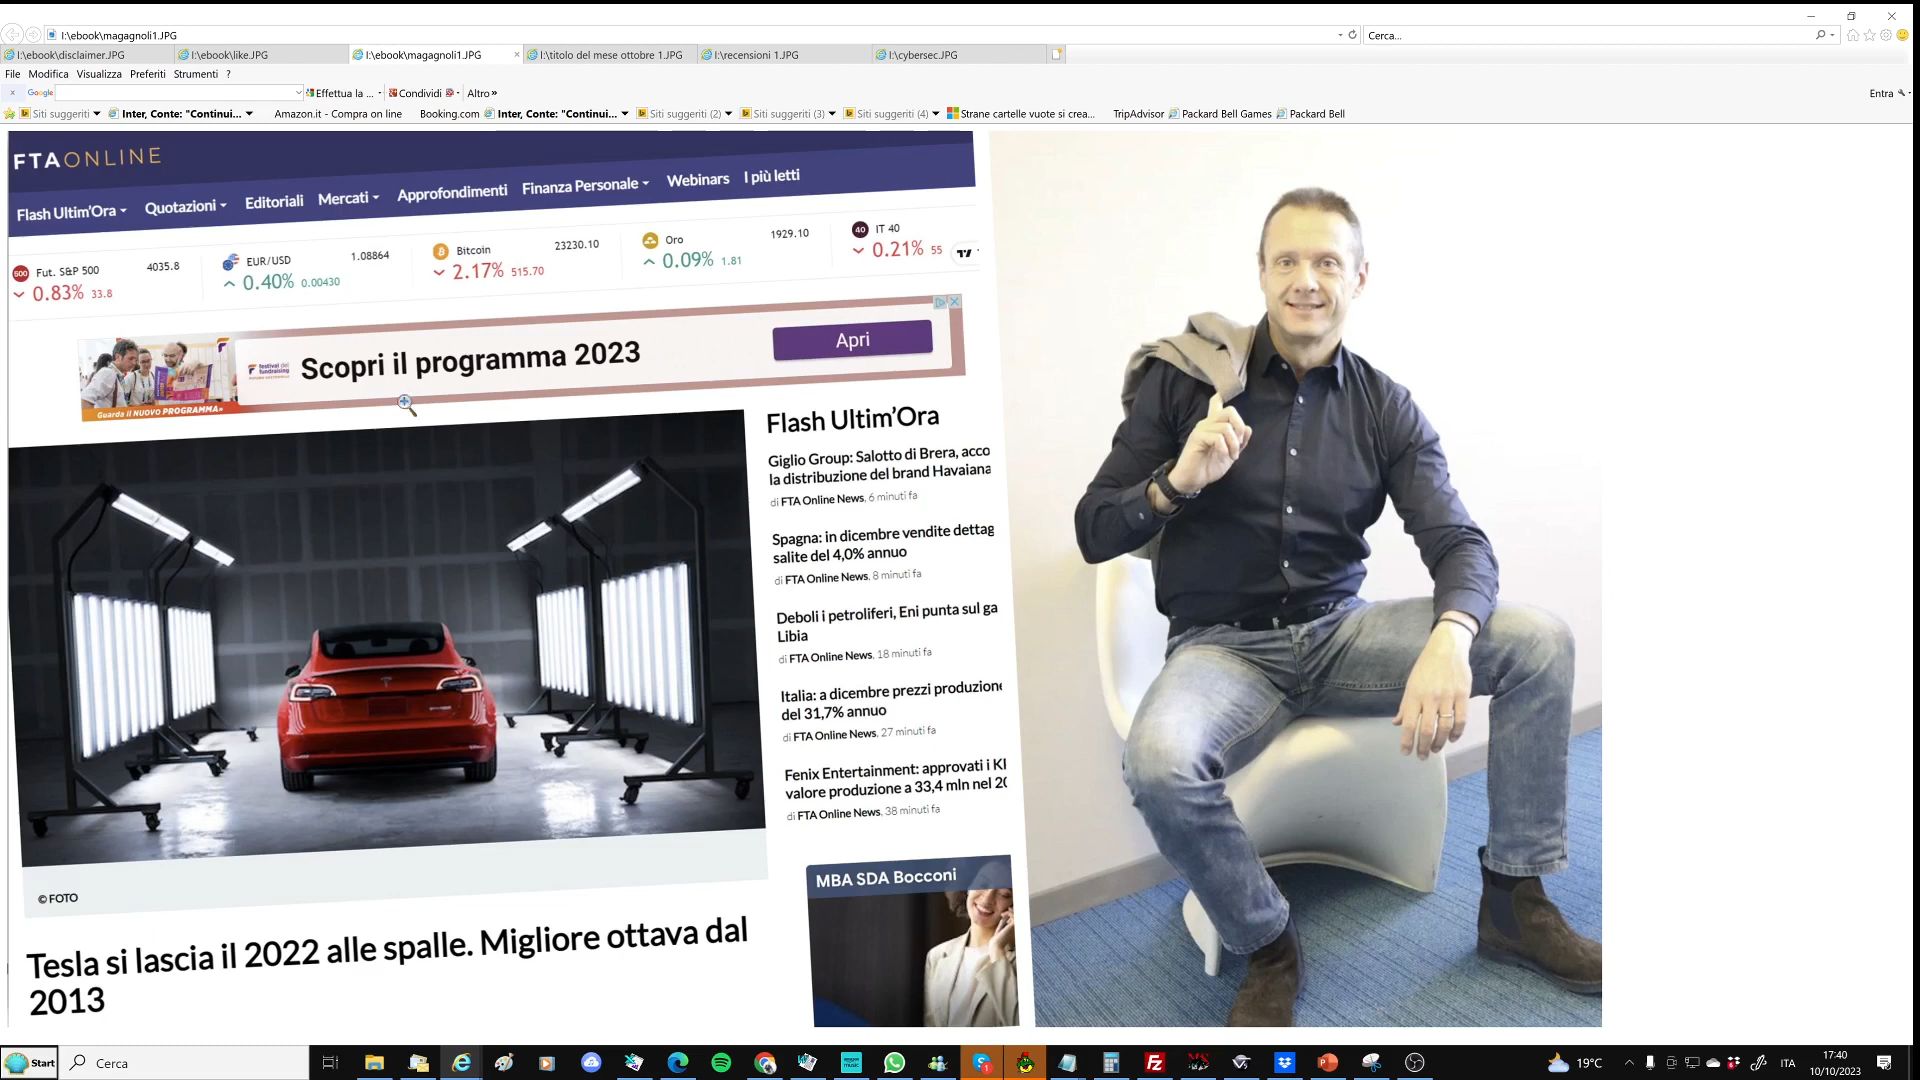 I:\ebook\magagnoli1.JPG
Cerca...
I:\ebook\disclaimer.JPG
I:\ebook\like.JPG
I:\ebook\magagnoli1.JPG
I:\titolo del mese ottobre 1.JPG
I:\recensioni 1.JPG
I:\cybersec.JPG
File Modifica Visualizza Preferiti Strumenti ?
x Google Effettua la ... Condividi Altro » Entra
Siti suggeriti Inter, Conte: "Continui... Amazon.it - Compra on line Booking.com Inter, Conte: "Continui... Siti suggeriti (2) Siti suggeriti (3) Siti suggeriti (4) Strane cartelle vuote si crea... TripAdvisor Packard Bell Games Packard Bell
FTAONLINE
Flash Ultim'Ora Quotazioni Editoriali Mercati Approfondimenti Finanza Personale Webinars I più letti
500 Fut. S&P 500 4035.8
0.83% 33.8
EUR/USD 1.08864
0.40% 0.00430
Bitcoin 23230.10
2.17% 515.70
Oro 1929.10
0.09% 1.81
40 IT 40
0.21% 55
Guarda il NUOVO PROGRAMMA»
festival del
fundraising
Scopri il programma 2023
Apri
© FOTO
Tesla si lascia il 2022 alle spalle. Migliore ottava dal
2013
Flash Ultim'Ora
Giglio Group: Salotto di Brera, acco
la distribuzione del brand Havaiana
di FTA Online News, 6 minuti fa
Spagna: in dicembre vendite dettag
salite del 4,0% annuo
di FTA Online News, 8 minuti fa
Deboli i petroliferi, Eni punta sul ga
Libia
di FTA Online News, 18 minuti fa
Italia: a dicembre prezzi produzione
del 31,7% annuo
di FTA Online News, 27 minuti fa
Fenix Entertainment: approvati i KI
valore produzione a 33,4 mln nel 20
di FTA Online News, 38 minuti fa
MBA SDA Bocconi
Start
Cerca
19°C
ITA
17:40
10/10/2023